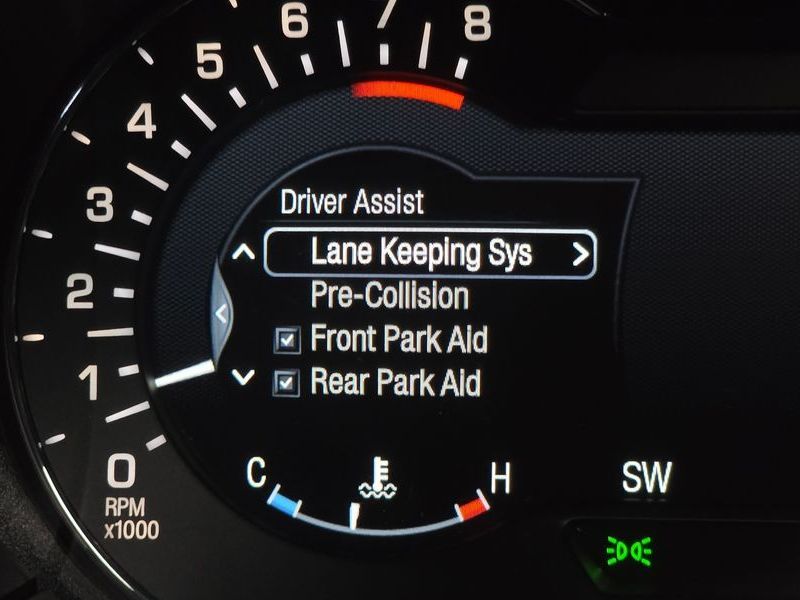 8
7
6
5
4
3
2
1
0
RPM
x1000
Driver Assist
Lane Keeping Sys
Pre-Collision
Front Park Aid
Rear Park Aid
C
H
SW